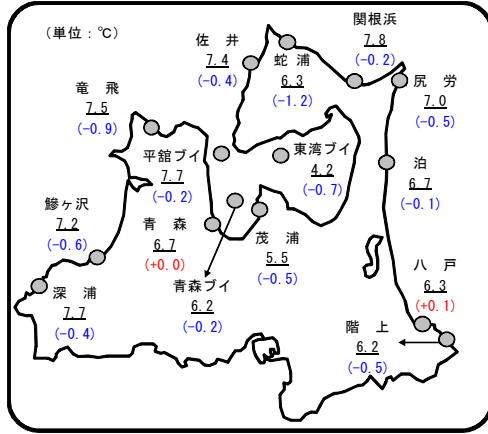 (単位：℃)
佐 井
7.4
(-0.4)
蛇 浦
6.3
(-1.2)
関根浜
7.8
(-0.2)
尻 労
7.0
(-0.5)
竜 飛
7.5
(-0.9)
平舘ブイ
7.7
(-0.2)
東湾ブイ
4.2
(-0.7)
泊
6.7
(-0.1)
鰺ヶ沢
7.2
(-0.6)
青 森
6.7
(+0.0)
茂 浦
5.5
(-0.5)
青森ブイ
6.2
(-0.2)
八 戸
6.3
(+0.1)
深 浦
7.7
(-0.4)
階 上
6.2
(-0.5)